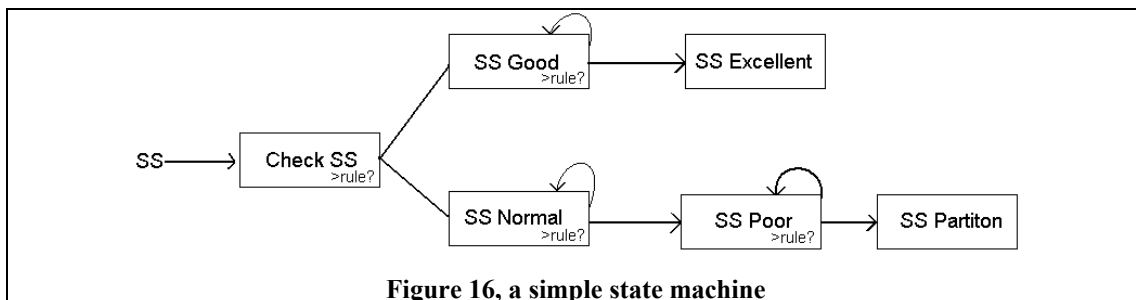 SS Good
>rule?
SS Excellent
SS
Check SS
>rule?
SS Normal
>rule?
SS Poor
>rule?
SS Partiton
Figure 16, a simple state machine